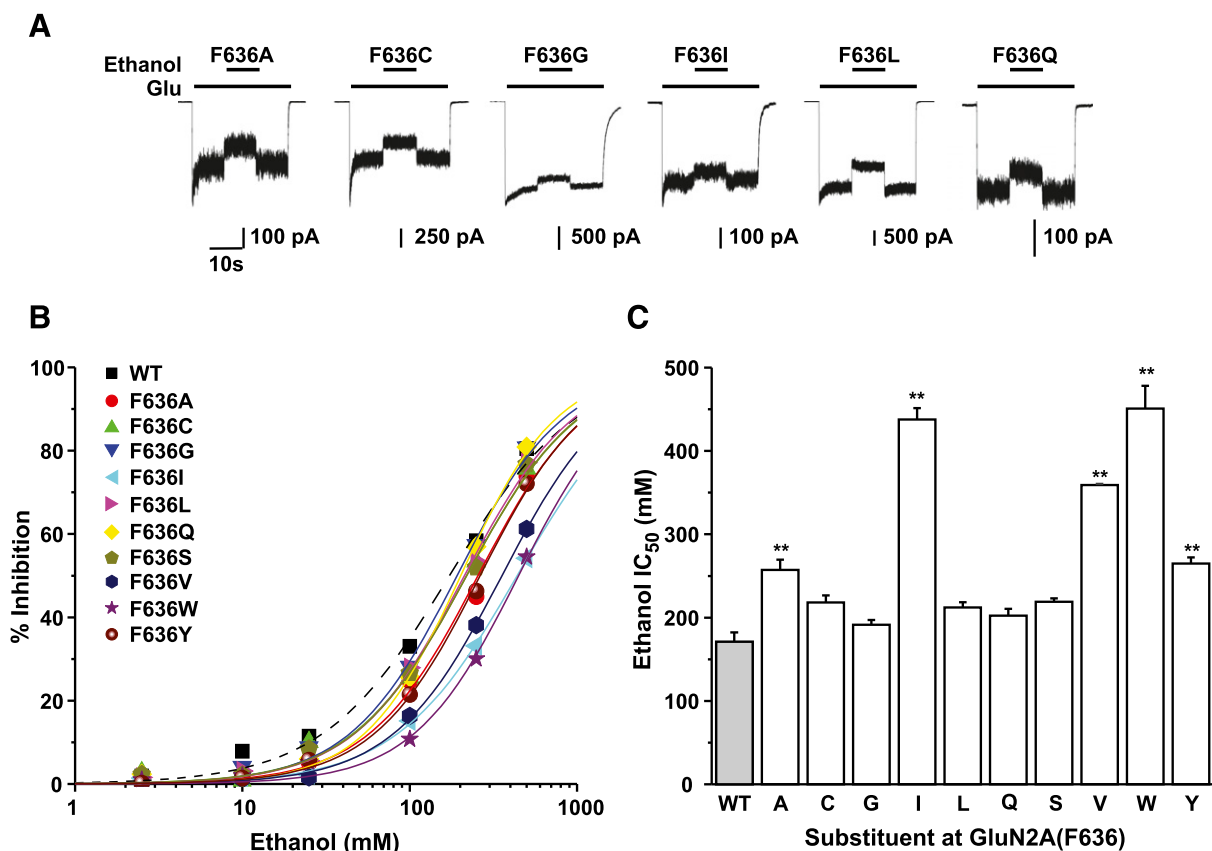 A
F636A F636C F636G F636I F636L F636Q
Ethanol
Glu
100 pA 250 pA 500 pA 100 pA 500 pA 100 pA
10s
B
100
80
60
40
20
0
% Inhibition
WT
F636A
F636C
F636G
F636I
F636L
F636Q
F636S
F636V
F636W
F636Y
1 10 100 1000
Ethanol (mM)
C
500
400
300
200
100
0
Ethanol IC50 (mM)
**
**
**
**
**
WT A C G I L Q S V W Y
Substituent at GluN2A(F636)